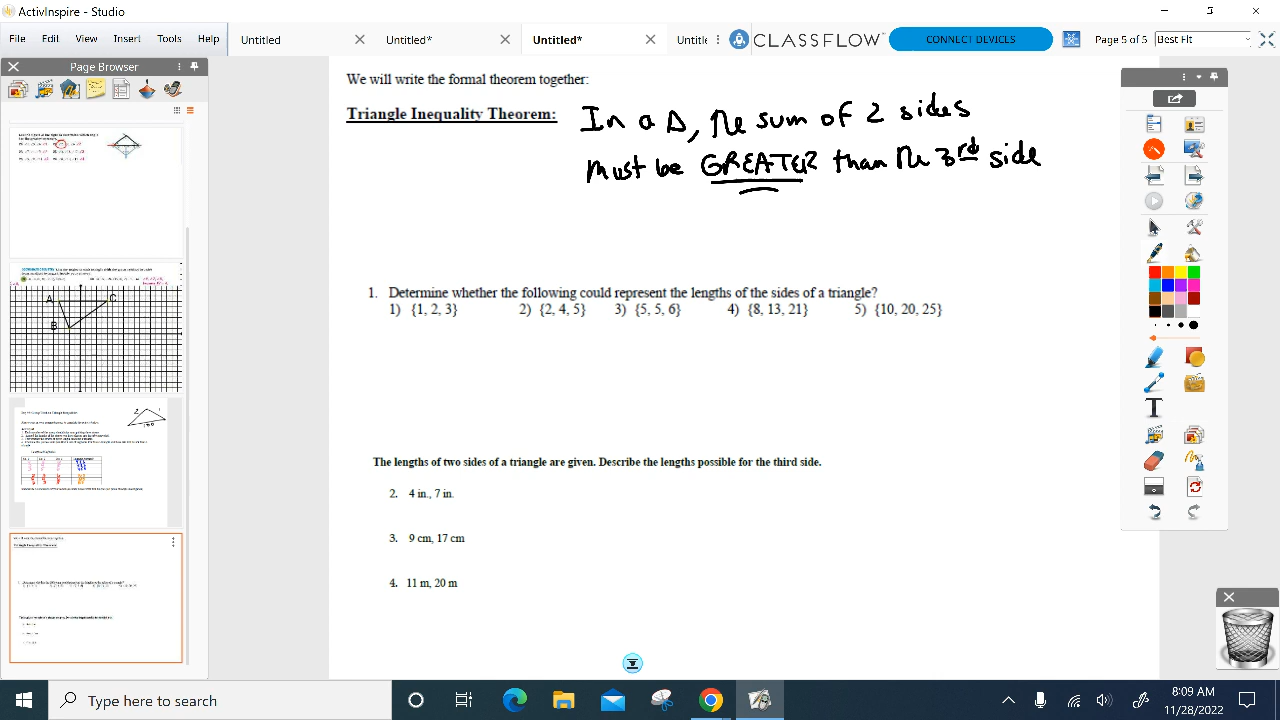 ActivInspire - Studio
File Edit View Insert Tools Help
Untitled
Untitled*
Untitled*
CLASSFLOW
CONNECT DEVICES
Page 5 of 5
Best Fit
Page Browser
We will write the formal theorem together:
Triangle Inequality Theorem: In a Δ, the sum of 2 sides
must be GREATER than the 3rd side
1. Determine whether the following could represent the lengths of the sides of a triangle?
1) {1, 2, 3} 2) {2, 4, 5} 3) {5, 5, 6} 4) {8, 13, 21} 5) {10, 20, 25}
The lengths of two sides of a triangle are given. Describe the lengths possible for the third side.
2. 4 in., 7 in.
3. 9 cm, 17 cm
4. 11 m, 20 m
A C
B
Type here to search
8:09 AM
11/28/2022